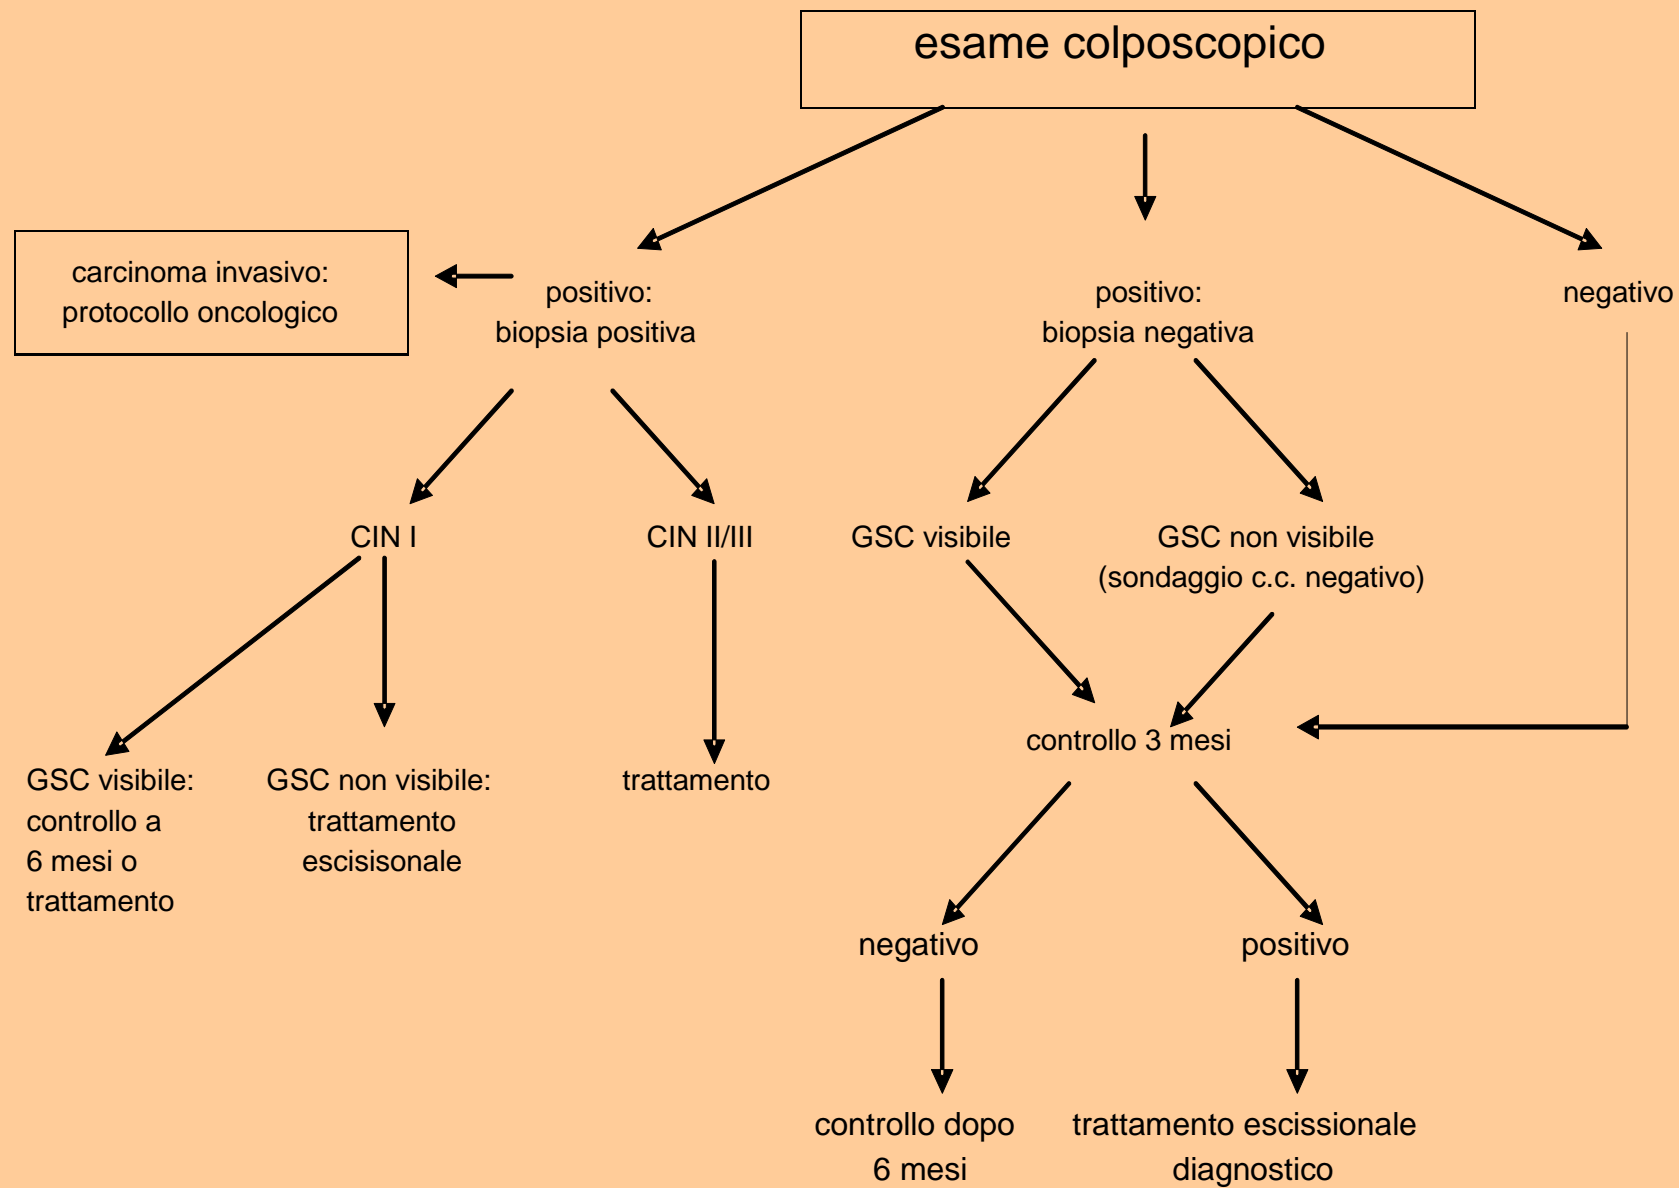 esame colposcopico
carcinoma invasivo:
protocollo oncologico
positivo:
biopsia positiva
positivo:
biopsia negativa
negativo
CIN I
CIN II/III
GSC visibile
GSC non visibile
(sondaggio c.c. negativo)
controllo 3 mesi
GSC visibile:
controllo a
6 mesi o
trattamento
GSC non visibile:
trattamento
escisisonale
trattamento
negativo
positivo
controllo dopo
6 mesi
trattamento escissionale
diagnostico